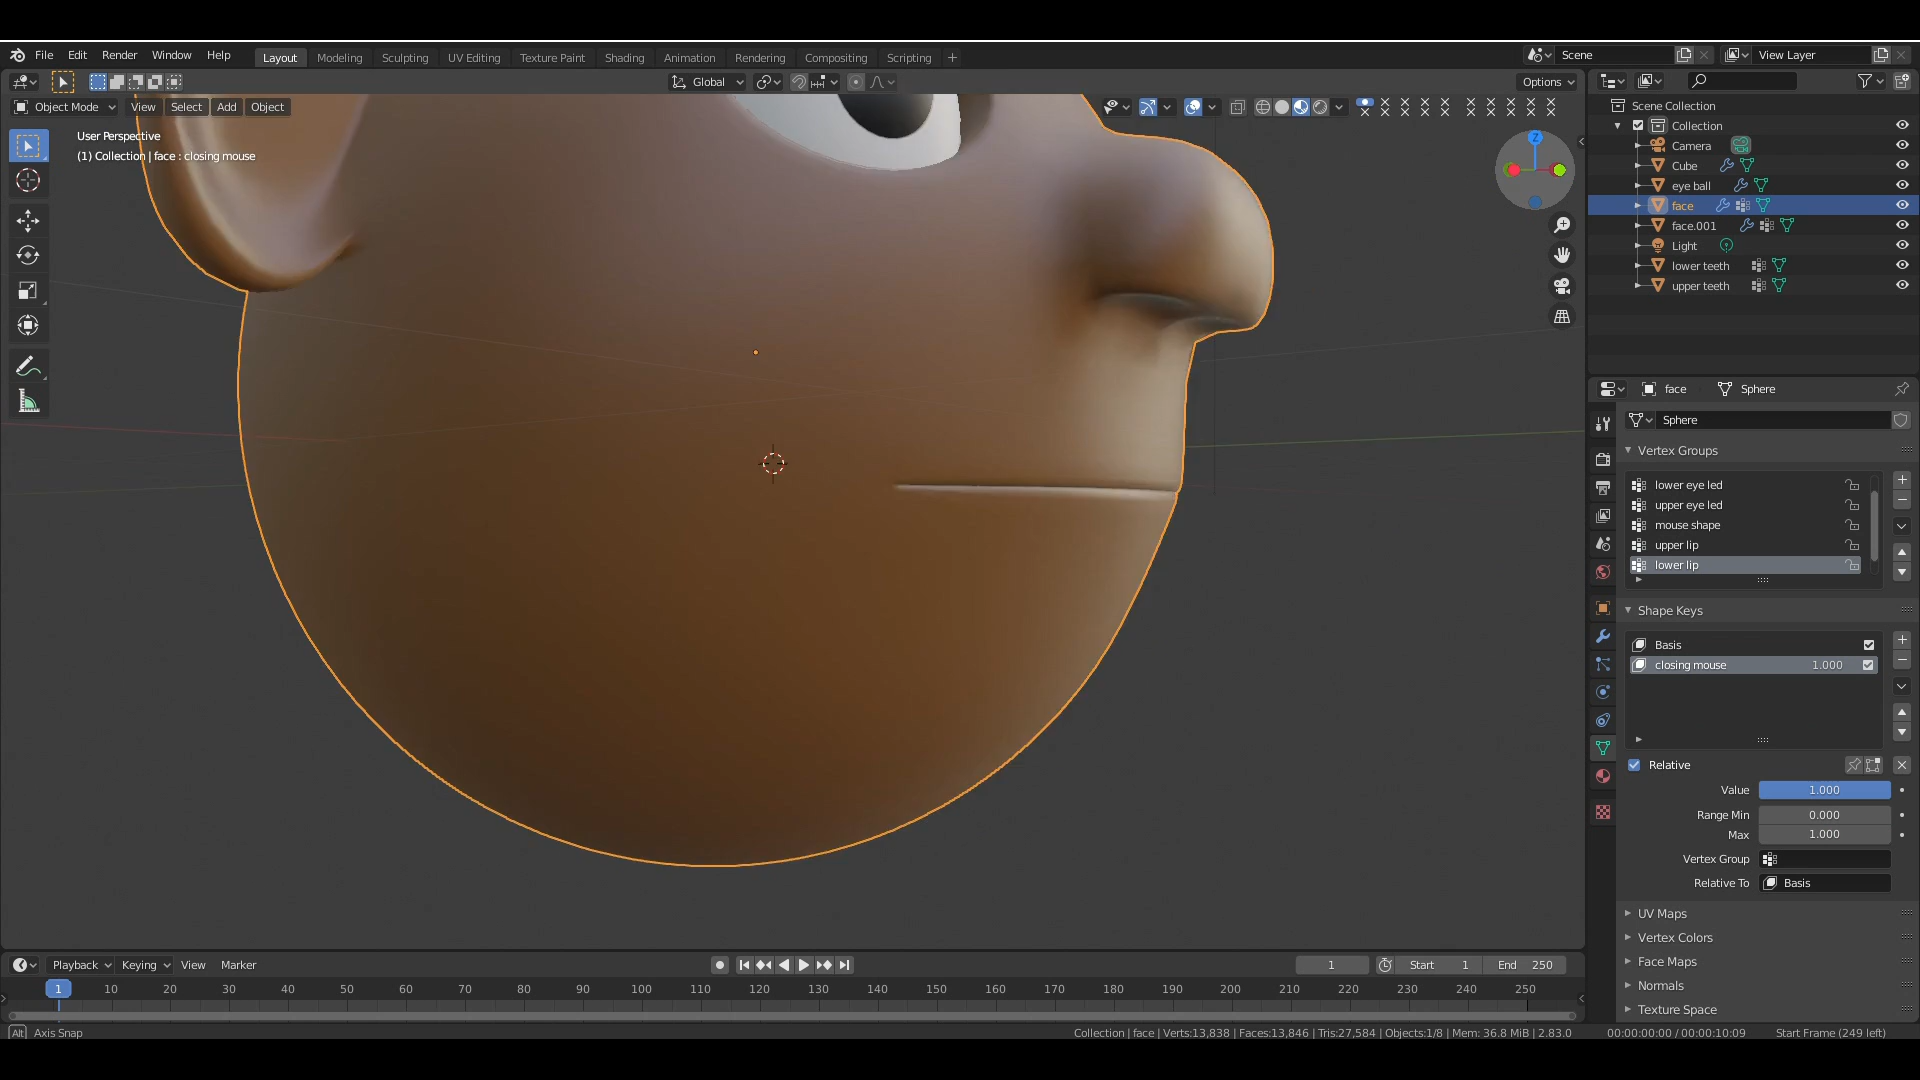 File Edit Render Window Help Layout Modeling Sculpting UV Editing Texture Paint Shading Animation Rendering Compositing Scripting + Scene View Layer
Global Options
Object Mode View Select Add Object
User Perspective
(1) Collection | face : closing mouse
Z
Scene Collection
Collection
Camera
Cube
eye ball
face
face.001
Light
lower teeth
upper teeth
face Sphere
Sphere
Vertex Groups
lower eye led
upper eye led
mouse shape
upper lip
lower lip
Shape Keys
Basis
closing mouse 1.000
Relative
Value 1.000
Range Min 0.000
Max 1.000
Vertex Group
Relative To Basis
UV Maps
Vertex Colors
Face Maps
Normals
Texture Space
Playback Keying View Marker 1 Start 1 End 250
1 10 20 30 40 50 60 70 80 90 100 110 120 130 140 150 160 170 180 190 200 210 220 230 240 250
Alt Axis Snap Collection | face | Verts:13,838 | Faces:13,846 | Tris:27,584 | Objects:1/8 | Mem: 36.8 MiB | 2.83.0 00:00:00:00 / 00:00:10:09 Start Frame (249 left)